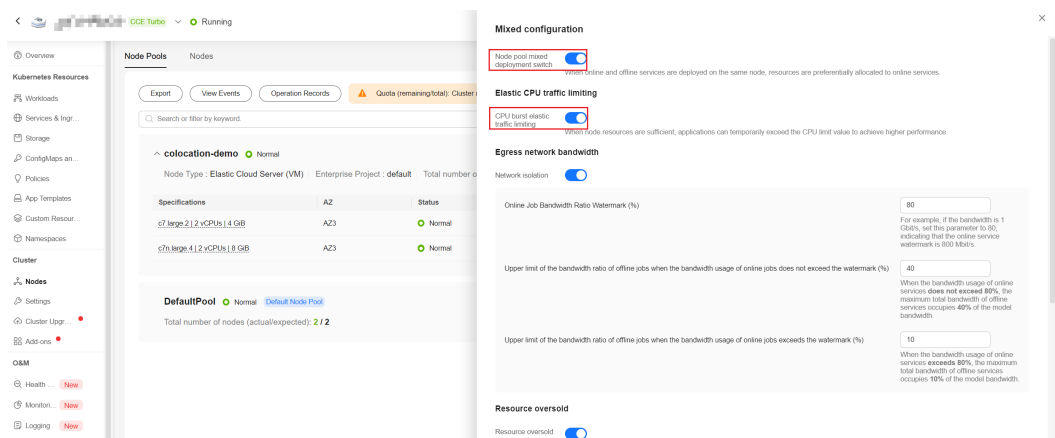 CCE Turbo
Running
Overview
Kubernetes Resources
Workloads
Services & Ingr...
Storage
ConfigMaps an...
Policies
App Templates
Custom Resour...
Namespaces
Cluster
Nodes
Settings
Cluster Upgr...
Add-ons
O&M
Health ... New
Monitori... New
Logging New
Node Pools Nodes
Export View Events Operation Records Quota (remaining/total): Cluster
Search or filter by keyword.
colocation-demo Normal
Node Type : Elastic Cloud Server (VM) Enterprise Project : default Total number o
Specifications AZ Status
c7.large.2 | 2 vCPUs | 4 GiB AZ3 Normal
c7n.large.4 | 2 vCPUs | 8 GiB AZ3 Normal
DefaultPool Normal Default Node Pool
Total number of nodes (actual/expected): 2 / 2
Mixed configuration
Node pool mixed
deployment switch
When online and offline services are deployed on the same node, resources are preferentially allocated to online services.
Elastic CPU traffic limiting
CPU burst elastic
traffic limiting
When node resources are sufficient, applications can temporarily exceed the CPU limit value to achieve higher performance.
Egress network bandwidth
Network isolation
Online Job Bandwidth Ratio Watermark (%) 80
For example, if the bandwidth is 1
Gbit/s, set this parameter to 80,
indicating that the online service
watermark is 800 Mbit/s.
Upper limit of the bandwidth ratio of offline jobs when the bandwidth usage of online jobs does not exceed the watermark (%) 40
When the bandwidth usage of online
services does not exceed 80%, the
maximum total bandwidth of offline
services occupies 40% of the model
bandwidth.
Upper limit of the bandwidth ratio of offline jobs when the bandwidth usage of online jobs exceeds the watermark (%) 10
When the bandwidth usage of online
services exceeds 80%, the maximum
total bandwidth of offline services
occupies 10% of the model bandwidth.
Resource oversold
Resource oversold